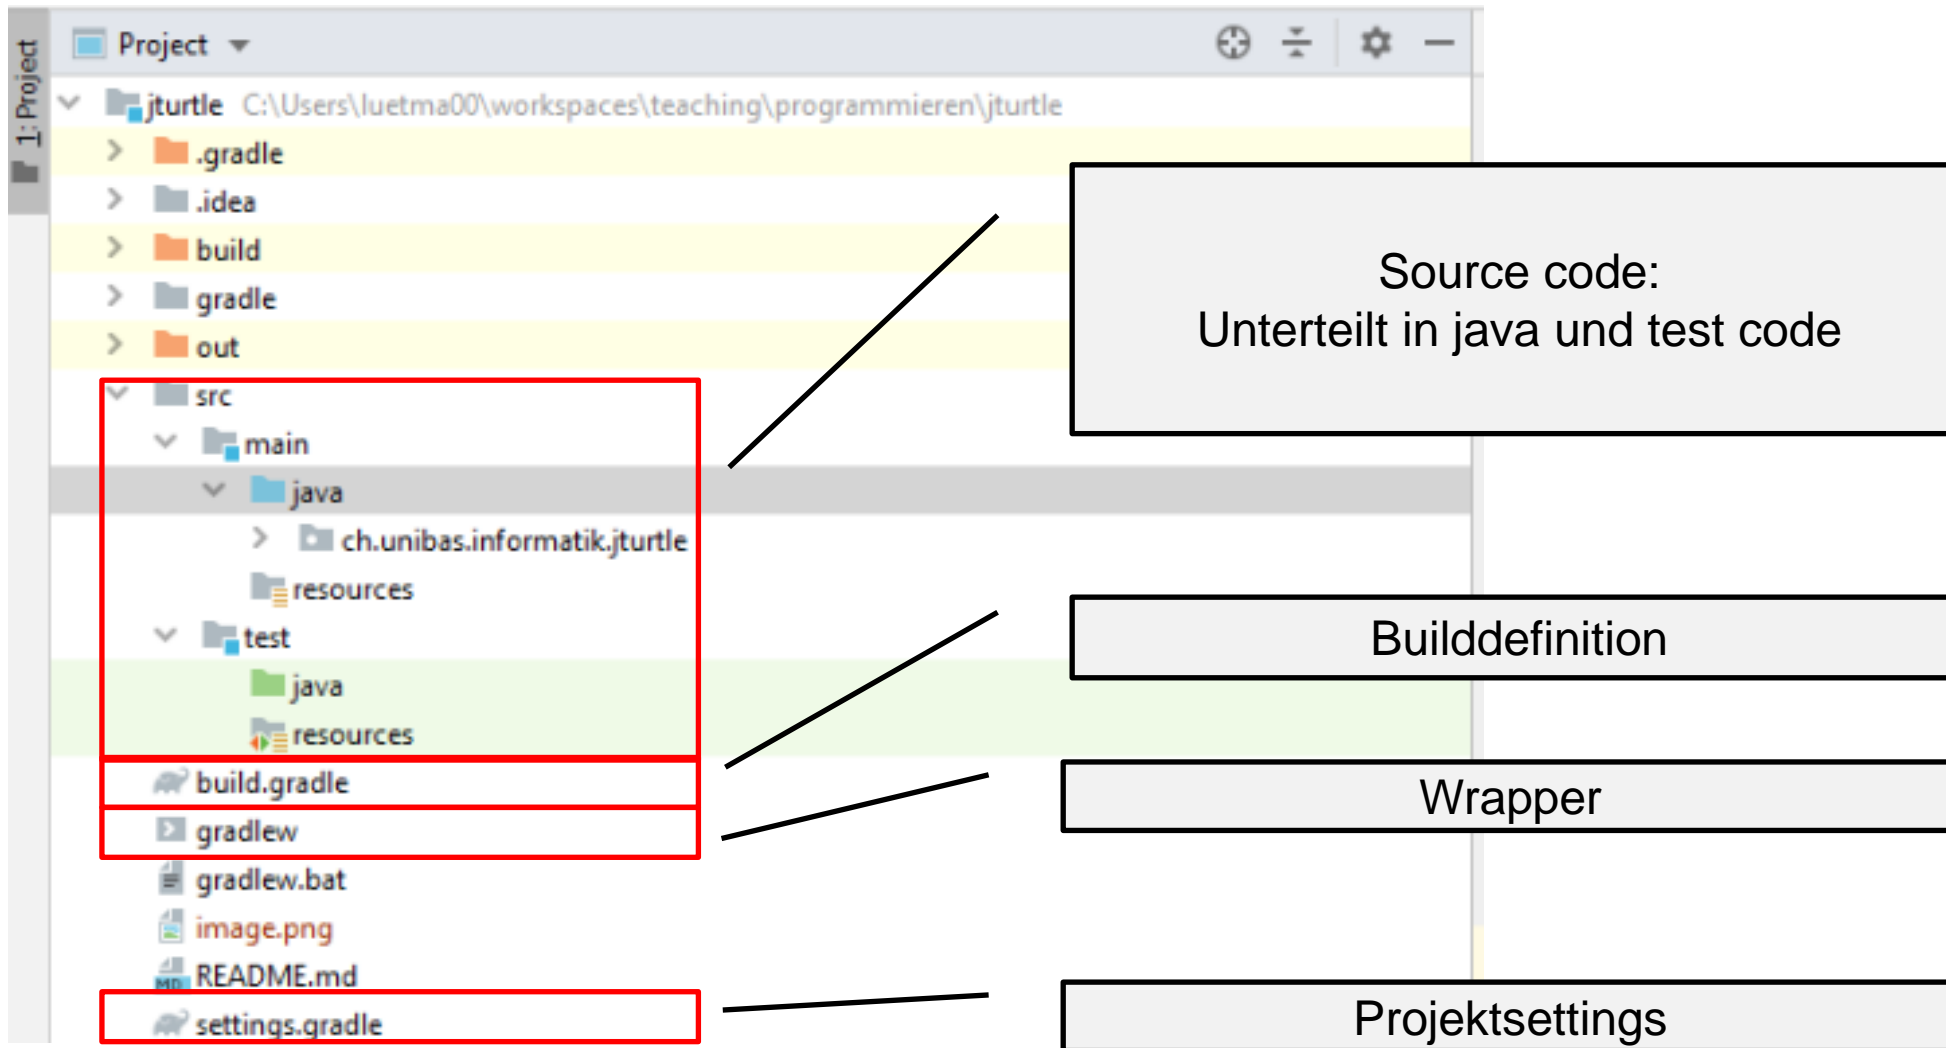 1: Project
Project
jturtle C:\Users\luetma00\workspaces\teaching\programmieren\jturtle
.gradle
.idea
build
gradle
out
src
main
java
ch.unibas.informatik.jturtle
resources
test
java
resources
build.gradle
gradlew
gradlew.bat
image.png
MD README.md
settings.gradle
Source code:
Unterteilt in java und test code
Builddefinition
Wrapper
Projektsettings